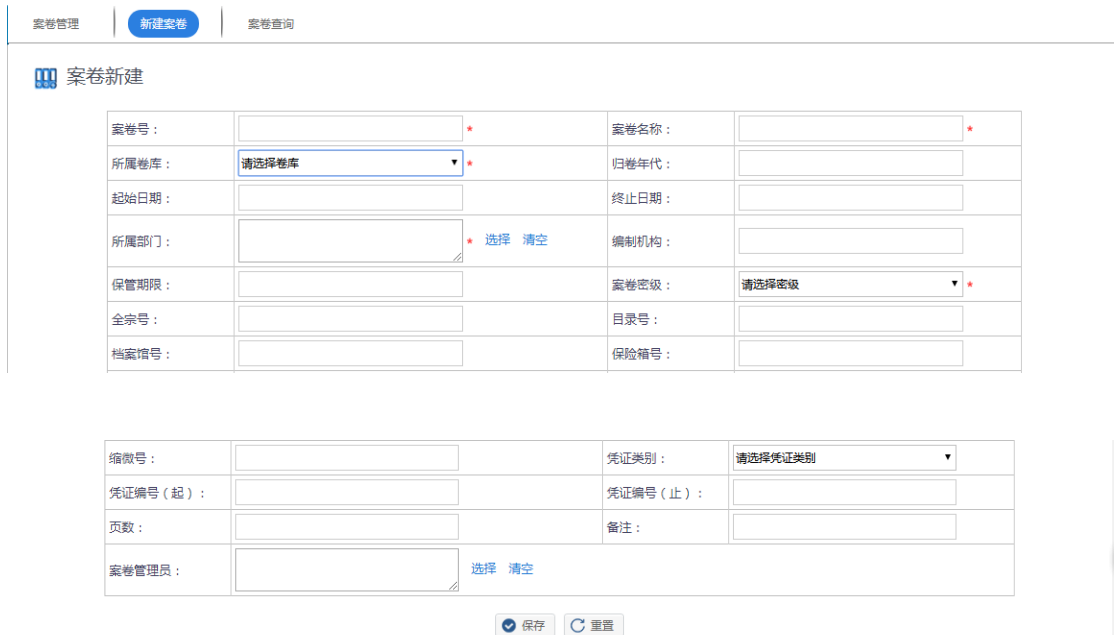 案卷管理 新建案卷 案卷查询
案卷新建
案卷号： * 案卷名称： *
所属卷库： 请选择卷库 * 归卷年代：
起始日期： 终止日期：
所属部门： * 选择 清空 编制机构：
保管期限： 案卷密级： 请选择密级 *
全宗号： 目录号：
档案馆号： 保险箱号：
缩微号： 凭证类别： 请选择凭证类别
凭证编号（起）： 凭证编号（止）：
页数： 备注：
案卷管理员： 选择 清空
保存 重置